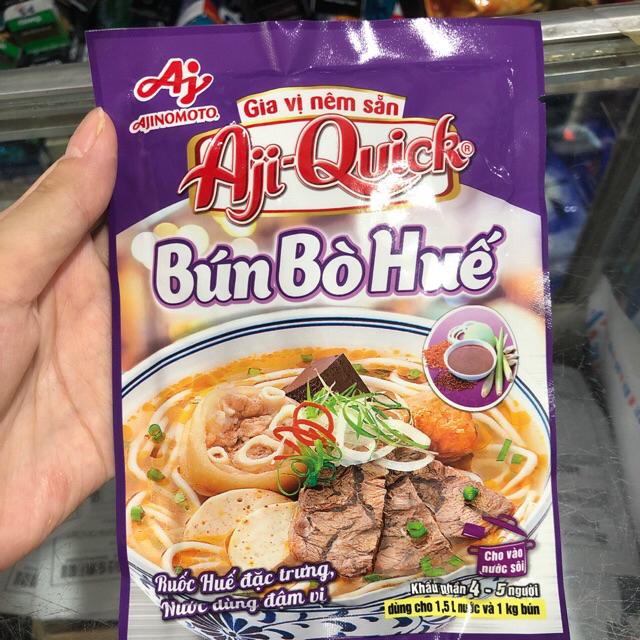 Aj
AJINOMOTO.
Gia vị nêm sẵn
Aji-Quick®
Bún Bò Huế
Cho vào
nước sôi
Ruốc Huế đặc trưng,
Nước dùng đậm vị
Khẩu phần 4 - 5 người
dùng cho 1,5 L nước và 1 kg bún